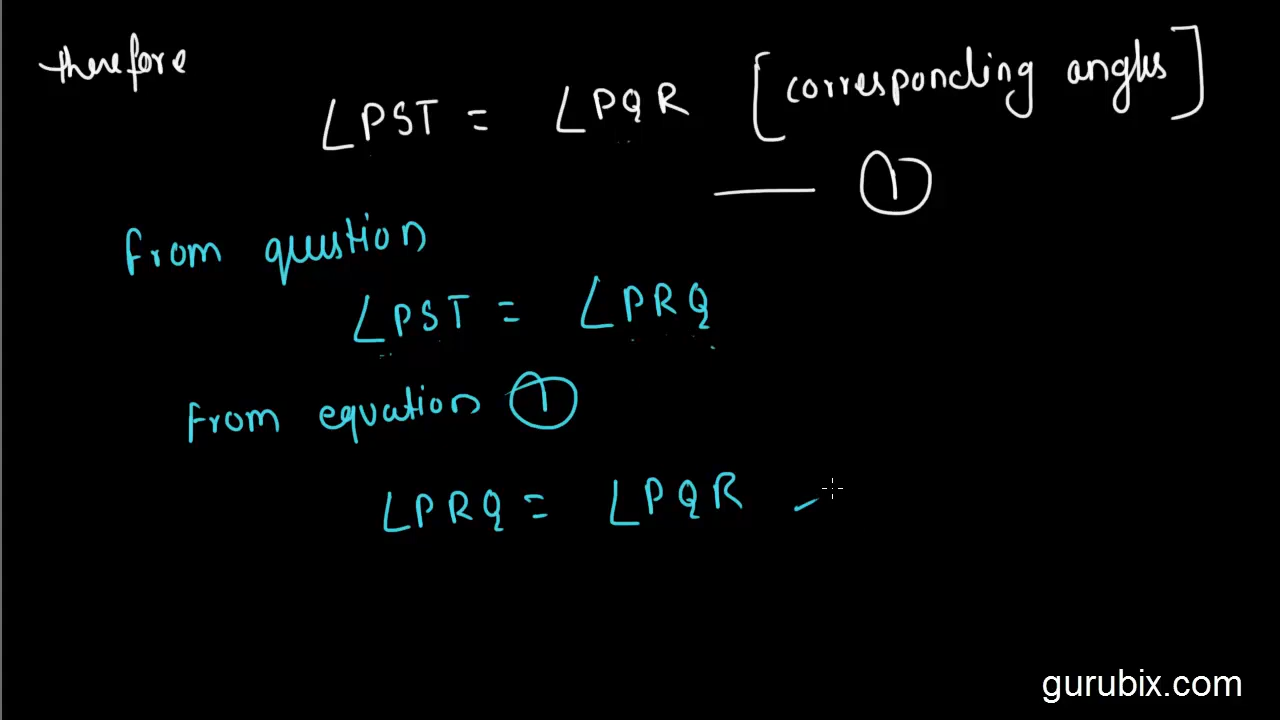 therefore
∠PST = ∠PQR [corresponding angles]
—— ①
from question
∠PST = ∠PRQ
from equation ①
∠PRQ = ∠PQR
gurubix.com